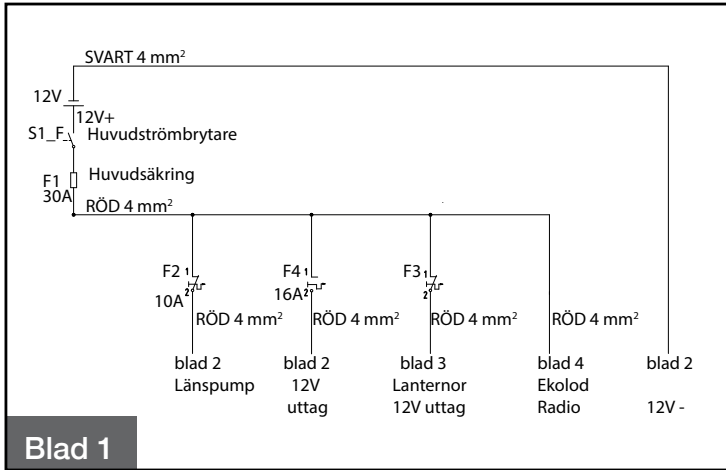 SVART 4 mm²
12V
12V+
S1_F_ Huvudströmbrytare
F1 Huvudsäkring
30A
RÖD 4 mm²
F2 1 F4 1 F3 1
10A 2 16A 2 2
RÖD 4 mm² RÖD 4 mm² RÖD 4 mm² RÖD 4 mm²
blad 2 blad 2 blad 3 blad 4 blad 2
Länspump 12V Lanternor Ekolod
uttag 12V uttag Radio 12V -
Blad 1